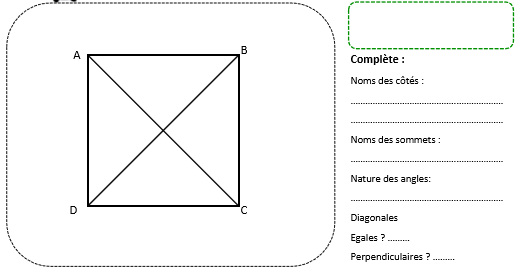 A
B
D
C
Complète :
Noms des côtés :
................................................................
................................................................
Noms des sommets :
................................................................
Nature des angles:
................................................................
Diagonales
Egales ? .........
Perpendiculaires ? .........